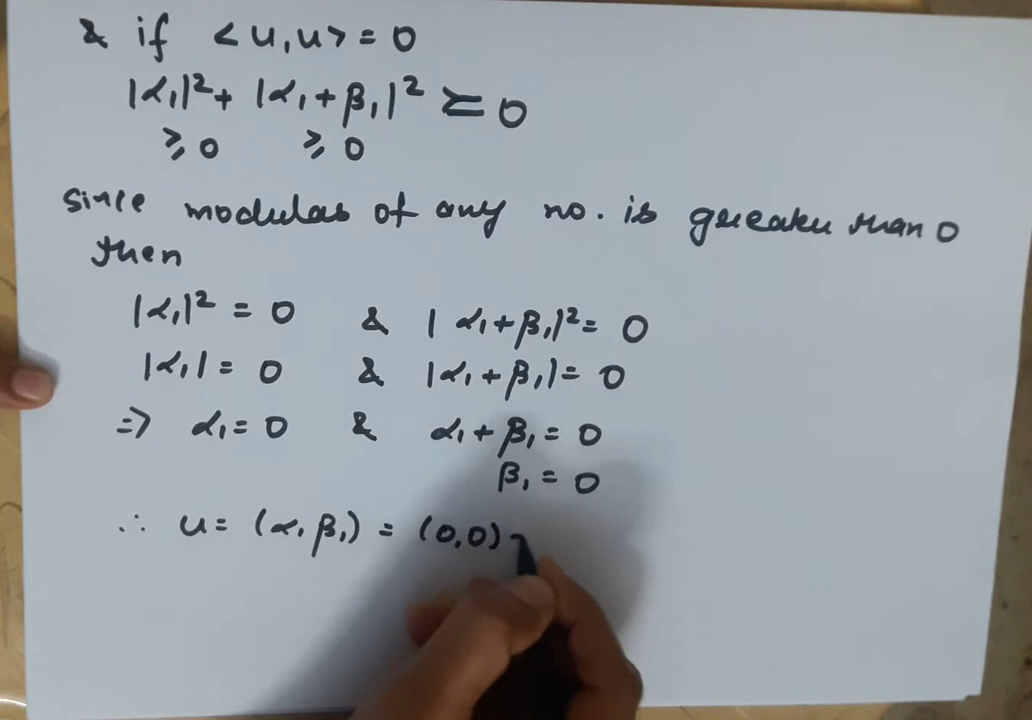 & if <u,u> = 0
|α₁|² + |α₁ + β₁|² = 0
≥ 0 ≥ 0
Since modulas of any no. is greater than 0
then
|α₁|² = 0 & |α₁ + β₁|² = 0
|α₁| = 0 & |α₁ + β₁| = 0
=> α₁ = 0 & α₁ + β₁ = 0
β₁ = 0
∴ u = (α₁ β₁) = (0,0)